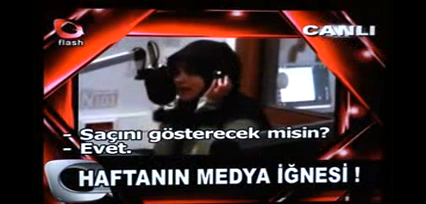 flash
CANLI
- Saçını gösterecek misin?
- Evet.
HAFTANIN MEDYA İĞNESİ !